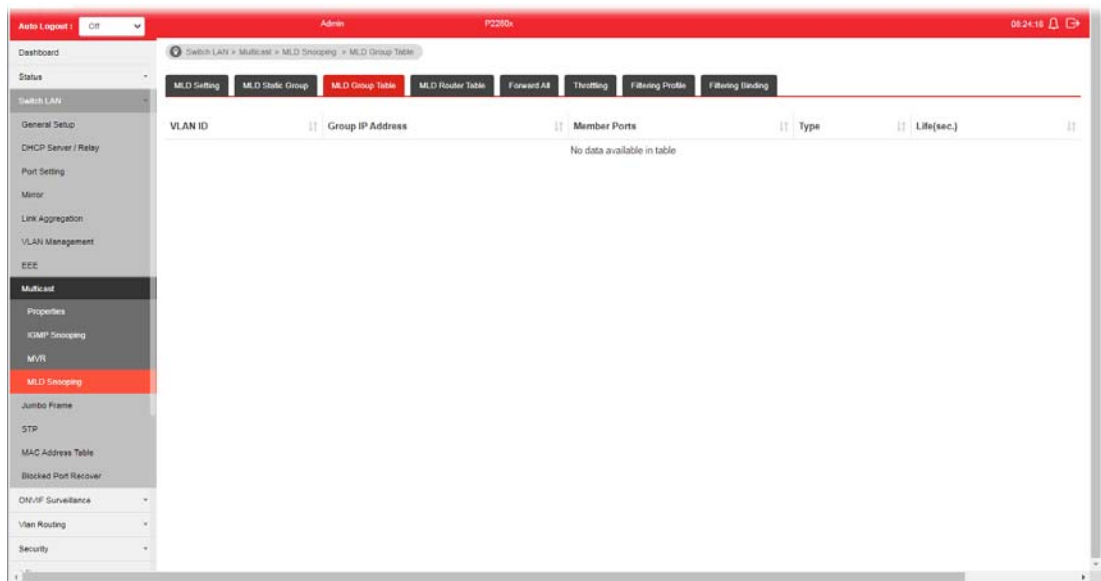 Auto Logout : Off Admin P2280x 08:24:16
Switch LAN > Multicast > MLD Snooping > MLD Group Table
MLD Setting MLD Static Group MLD Group Table MLD Router Table Forward All Throttling Filtering Profile Filtering Binding
VLAN ID Group IP Address Member Ports Type Life(sec.)
No data available in table
Dashboard
Status
Switch LAN
General Setup
DHCP Server / Relay
Port Setting
Mirror
Link Aggregation
VLAN Management
EEE
Multicast
Properties
IGMP Snooping
MVR
MLD Snooping
Jumbo Frame
STP
MAC Address Table
Blocked Port Recover
ONVIF Surveillance
Vlan Routing
Security